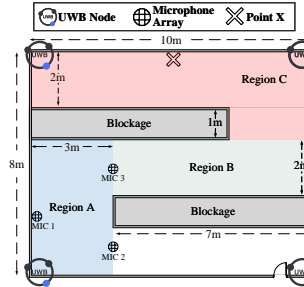 UWB UWB Node
Microphone
Array
Point X
10m
UWB
UWB
2m
Region C
Blockage
1m
3m
8m
MIC 3
Region B
2m
Region A
MIC 1
Blockage
7m
MIC 2
UWB
UWB